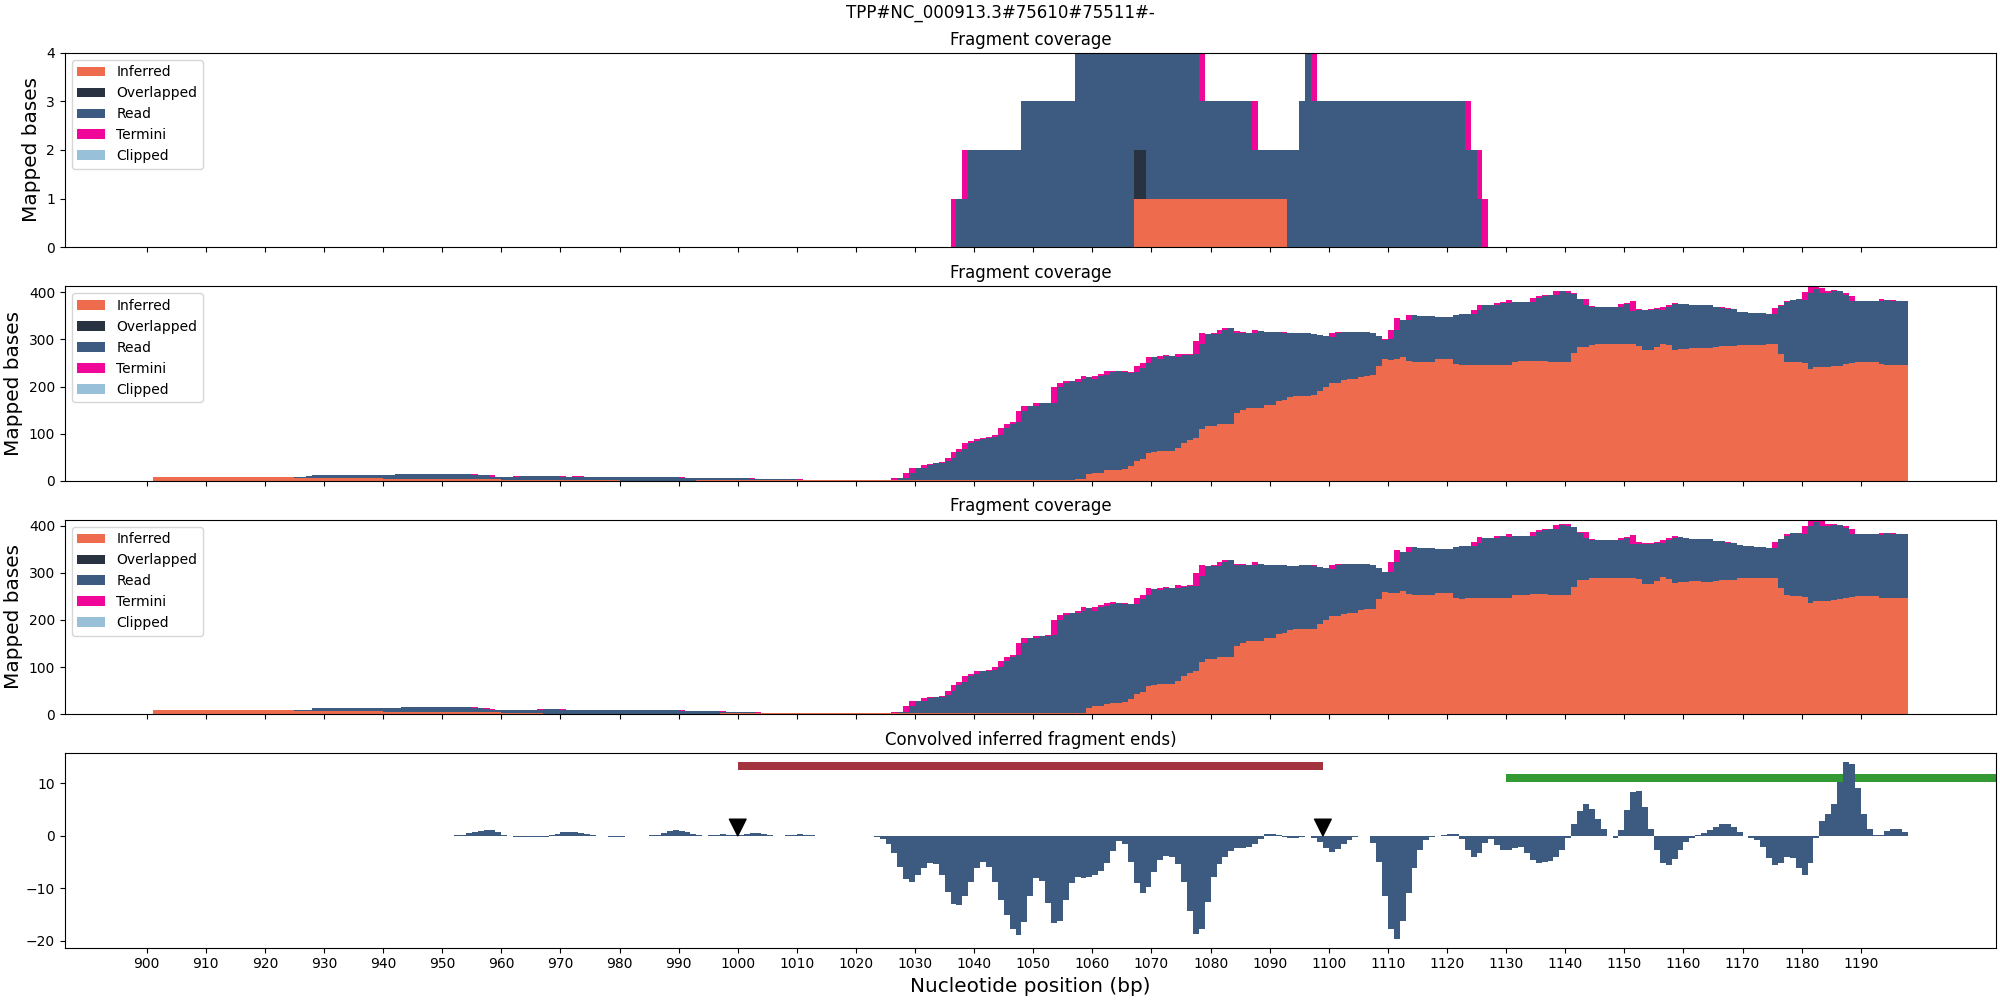 TPP#NC_000913.3#75610#75511#-
Fragment coverage
Mapped bases
4
3
2
1
0
Inferred
Overlapped
Read
Termini
Clipped
Fragment coverage
Mapped bases
400
300
200
100
0
Inferred
Overlapped
Read
Termini
Clipped
Fragment coverage
Mapped bases
400
300
200
100
0
Inferred
Overlapped
Read
Termini
Clipped
Convolved inferred fragment ends)
10
0
−10
−20
900 910 920 930 940 950 960 970 980 990 1000 1010 1020 1030 1040 1050 1060 1070 1080 1090 1100 1110 1120 1130 1140 1150 1160 1170 1180 1190
Nucleotide position (bp)